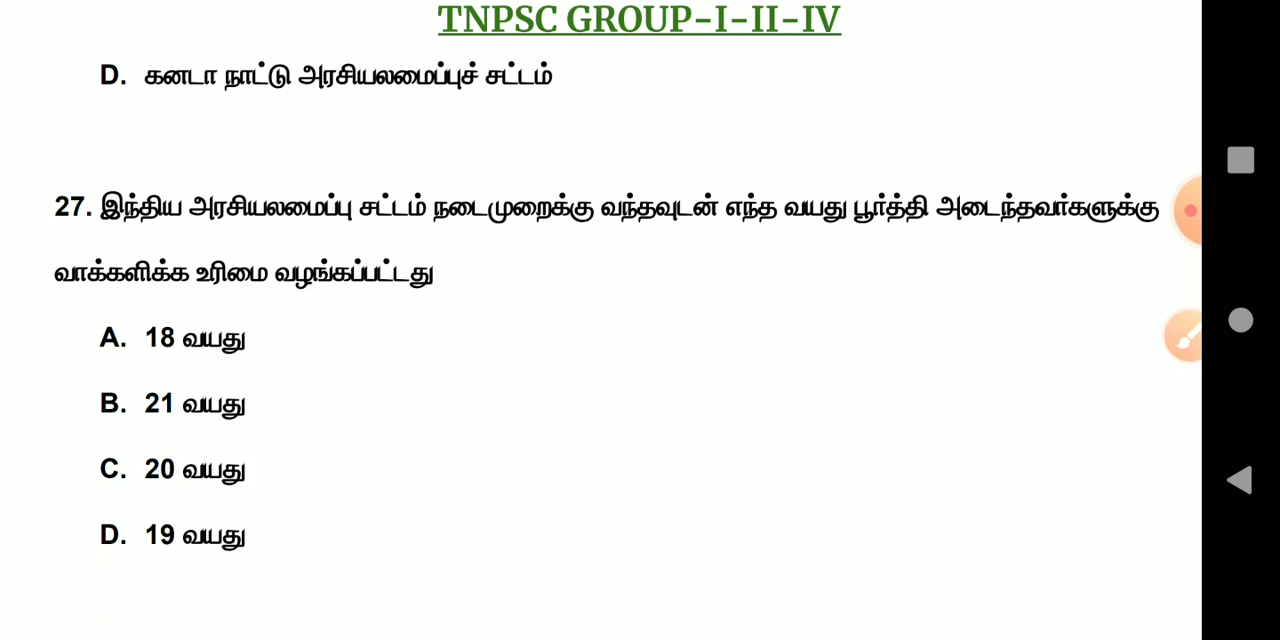 TNPSC GROUP-I-II-IV
D. கனடா நாட்டு அரசியலமைப்புச் சட்டம்
27. இந்திய அரசியலமைப்பு சட்டம் நடைமுறைக்கு வந்தவுடன் எந்த வயது பூர்த்தி அடைந்தவர்களுக்கு
வாக்களிக்க உரிமை வழங்கப்பட்டது
A. 18 வயது
B. 21 வயது
C. 20 வயது
D. 19 வயது